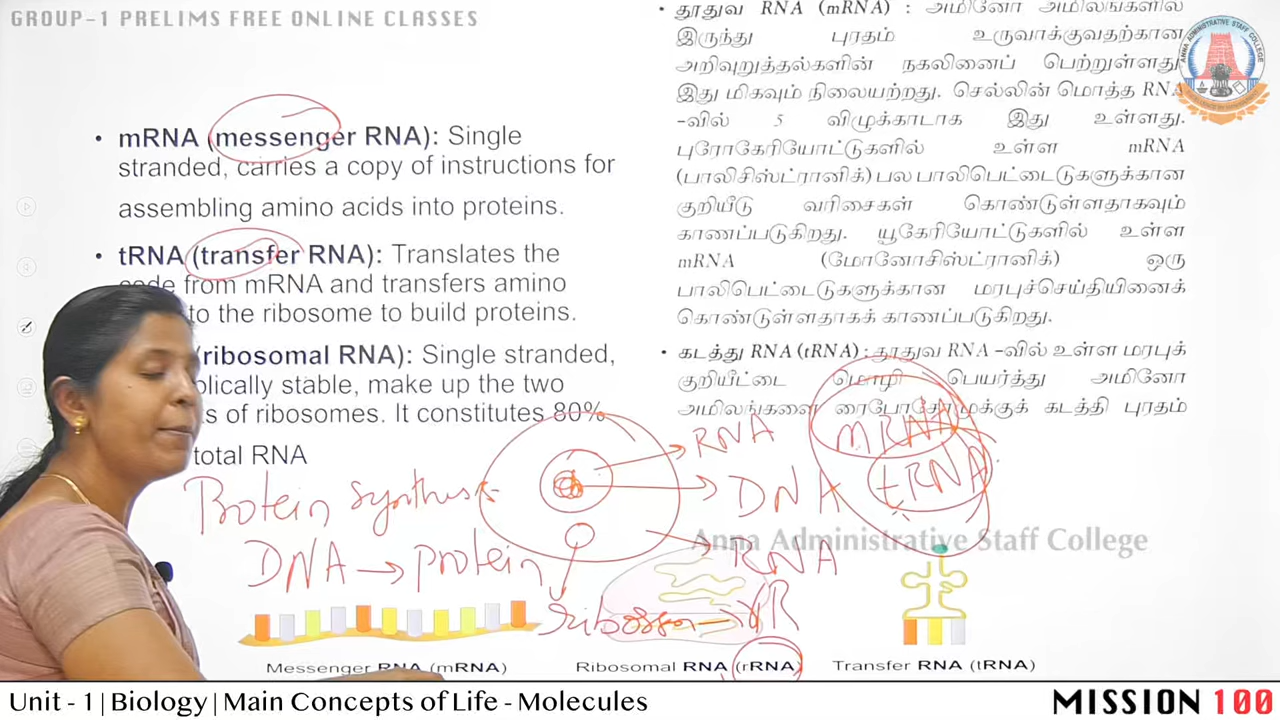 GROUP-1 PRELIMS FREE ONLINE CLASSES
ANNA ADMINISTRATIVE STAFF COLLEGE
• mRNA (messenger RNA): Single
stranded, carries a copy of instructions for
assembling amino acids into proteins.
• tRNA (transfer RNA): Translates the
code from mRNA and transfers amino
to the ribosome to build proteins.
(ribosomal RNA): Single stranded,
olically stable, make up the two
s of ribosomes. It constitutes 80%
total RNA
• தூதுவ RNA (mRNA) : அமினோ அமிலங்களில்
இருந்து புரதம் உருவாக்குவதற்கான
அறிவுறுத்தல்களின் நகலினைப் பெற்றுள்ளது
இது மிகவும் நிலையற்றது. செல்லின் மொத்த RNA
-வில் 5 விழுக்காடாக இது உள்ளது.
புரோகேரியோட்டுகளில் உள்ள mRNA
(பாலிசிஸ்ட்ரானிக்) பல பாலிபெட்டைடுகளுக்கான
குறியீடு வரிசைகள் கொண்டுள்ளதாகவும்
காணப்படுகிறது. யூகேரியோட்டுகளில் உள்ள
mRNA (மோனோசிஸ்ட்ரானிக்) ஒரு
பாலிபெட்டைடுகளுக்கான மரபுச்செய்தியினைக்
கொண்டுள்ளதாகக் காணப்படுகிறது.
• கடத்து RNA (tRNA) : தூதுவ RNA -வில் உள்ள மரபுக்
குறியீட்டை மொழி பெயர்த்து அமினோ
அமிலங்களை கடத்தி புரதம்
RNA
mRNA
tRNA
Protein synthesis
DNA
DNA → protein
RNA
Anna Administrative Staff College
Messenger RNA (mRNA)
Ribosomal RNA (rRNA)
Transfer RNA (tRNA)
Unit - 1 | Biology | Main Concepts of Life - Molecules
MISSION 100